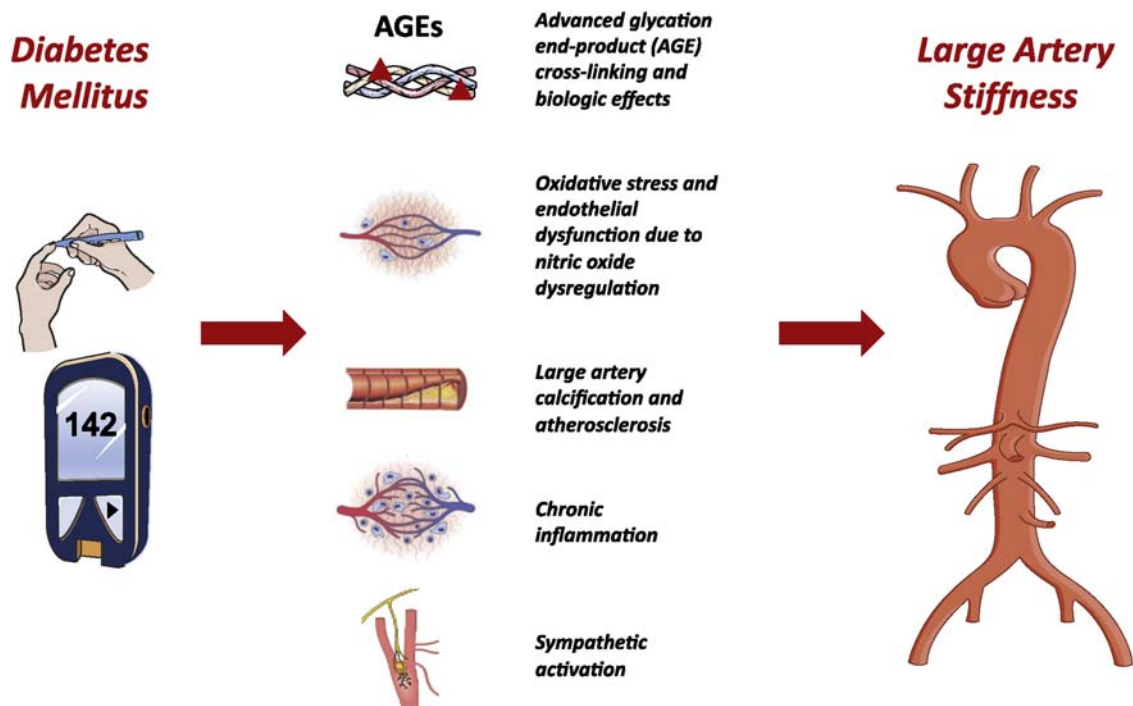 Diabetes
Mellitus
142
AGEs
Advanced glycation
end-product (AGE)
cross-linking and
biologic effects
Oxidative stress and
endothelial
dysfunction due to
nitric oxide
dysregulation
Large artery
calcification and
atherosclerosis
Chronic
inflammation
Sympathetic
activation
Large Artery
Stiffness